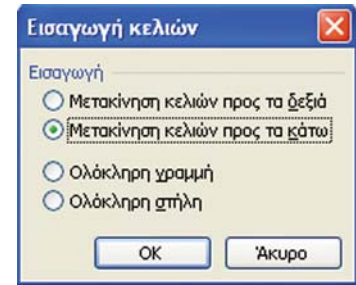 Εισαγωγή κελιών
Εισαγωγή
Μετακίνηση κελιών προς τα δεξιά
Μετακίνηση κελιών προς τα κάτω
Ολόκληρη γραμμή
Ολόκληρη στήλη
OK Άκυρο